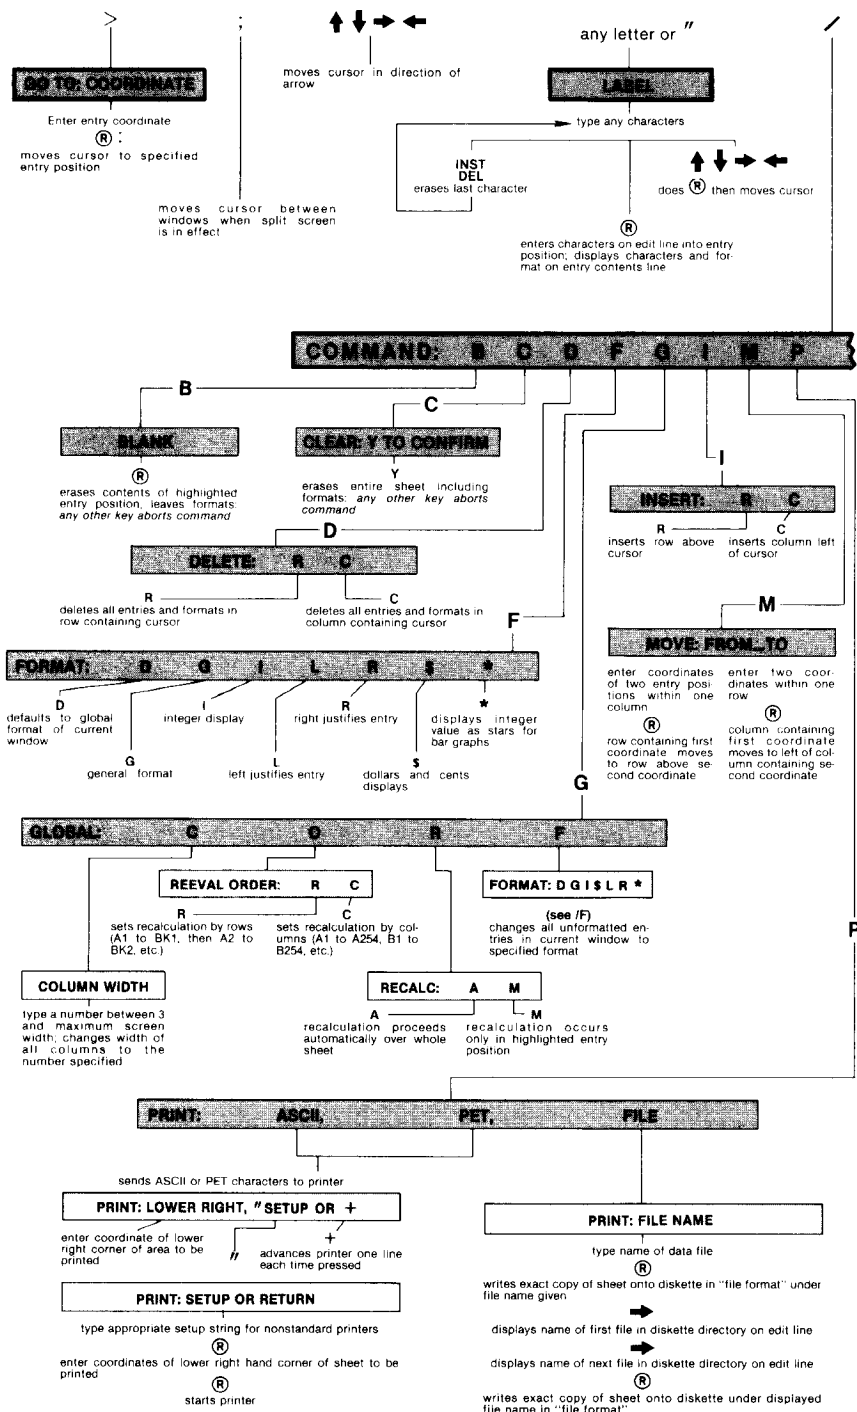 >
;
any letter or "
/
GO TO: COORDINATE
Enter entry coordinate
Ⓡ :
moves cursor to specified
entry position
moves cursor between
windows when split screen
is in effect
moves cursor in direction of
arrow
LABEL
type any characters
INST
DEL
erases last character
does Ⓡ then moves cursor
Ⓡ
enters characters on edit line into entry
position; displays characters and for-
mat on entry contents line
COMMAND: B C D F G I M P
B
BLANK
Ⓡ
erases contents of highlighted
entry position, leaves formats:
any other key aborts command
C
CLEAR: Y TO CONFIRM
Y
erases entire sheet including
formats: any other key aborts
command
I
INSERT: R C
R
inserts row above
cursor
C
inserts column left
of cursor
D
DELETE: R C
R
deletes all entries and formats in
row containing cursor
C
deletes all entries and formats in
column containing cursor
M
MOVE: FROM...TO
enter coordinates
of two entry posi-
tions within one
column
Ⓡ
row containing first
coordinate moves
to row above se-
cond coordinate
enter two coor-
dinates within one
row
Ⓡ
column containing
first coordinate
moves to left of col-
umn containing se-
cond coordinate
F
FORMAT: D G I L R $ *
D
defaults to global
format of current
window
G
general format
I
integer display
L
left justifies entry
R
right justifies entry
$
dollars and cents
displays
*
displays integer
value as stars for
bar graphs
G
GLOBAL: C O R F
REEVAL ORDER: R C
R
sets recalculation by rows
(A1 to BK1, then A2 to
BK2, etc.)
C
sets recalculation by col-
umns (A1 to A254, B1 to
B254, etc.)
FORMAT: D G I $ L R *
(see /F)
changes all unformatted en-
tries in current window to
specified format
COLUMN WIDTH
type a number between 3
and maximum screen
width; changes width of
all columns to the
number specified
RECALC: A M
A
recalculation proceeds
automatically over whole
sheet
M
recalculation occurs
only in highlighted entry
position
P
PRINT: ASCII, PET, FILE
sends ASCII or PET characters to printer
PRINT: LOWER RIGHT, "SETUP OR +
enter coordinate of lower
right corner of area to be
printed
"
+
advances printer one line
each time pressed
PRINT: SETUP OR RETURN
type appropriate setup string for nonstandard printers
Ⓡ
enter coordinates of lower right hand corner of sheet to be
printed
Ⓡ
starts printer
PRINT: FILE NAME
type name of data file
Ⓡ
writes exact copy of sheet onto diskette in "file format" under
file name given
displays name of first file in diskette directory on edit line
displays name of next file in diskette directory on edit line
Ⓡ
writes exact copy of sheet onto diskette under displayed
file name in "file format"